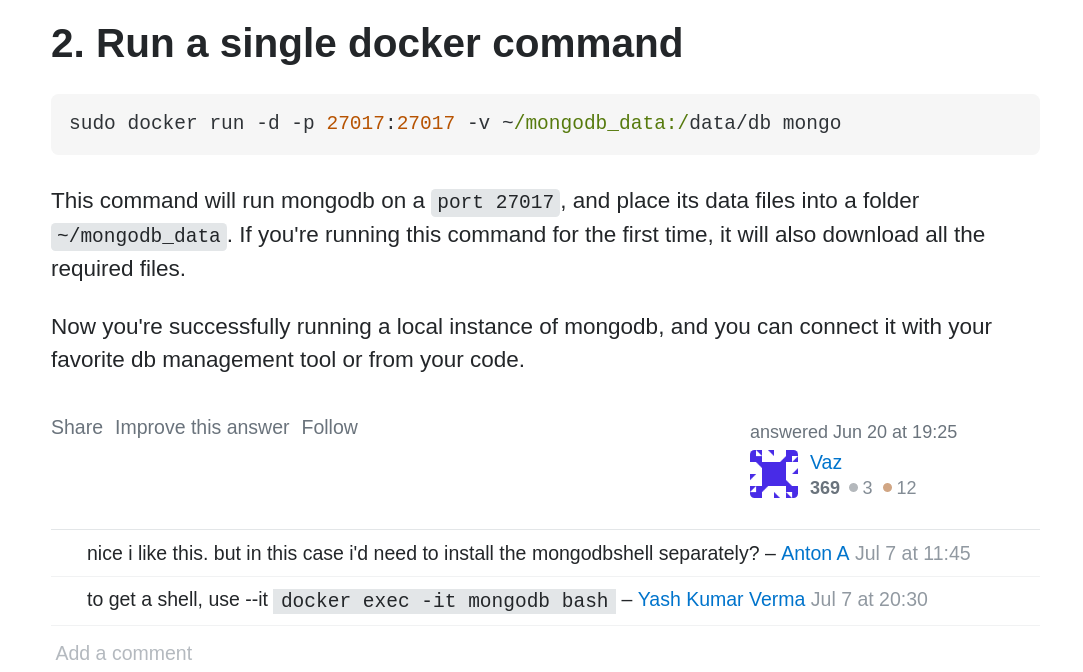 2. Run a single docker command
sudo docker run -d -p 27017:27017 -v ~/mongodb_data:/data/db mongo
This command will run mongodb on a port 27017, and place its data files into a folder
~/mongodb_data. If you're running this command for the first time, it will also download all the
required files.
Now you're successfully running a local instance of mongodb, and you can connect it with your
favorite db management tool or from your code.
Share Improve this answer Follow
answered Jun 20 at 19:25
Vaz
369 3 12
nice i like this. but in this case i'd need to install the mongodbshell separately? – Anton A Jul 7 at 11:45
to get a shell, use --it docker exec -it mongodb bash – Yash Kumar Verma Jul 7 at 20:30
Add a comment